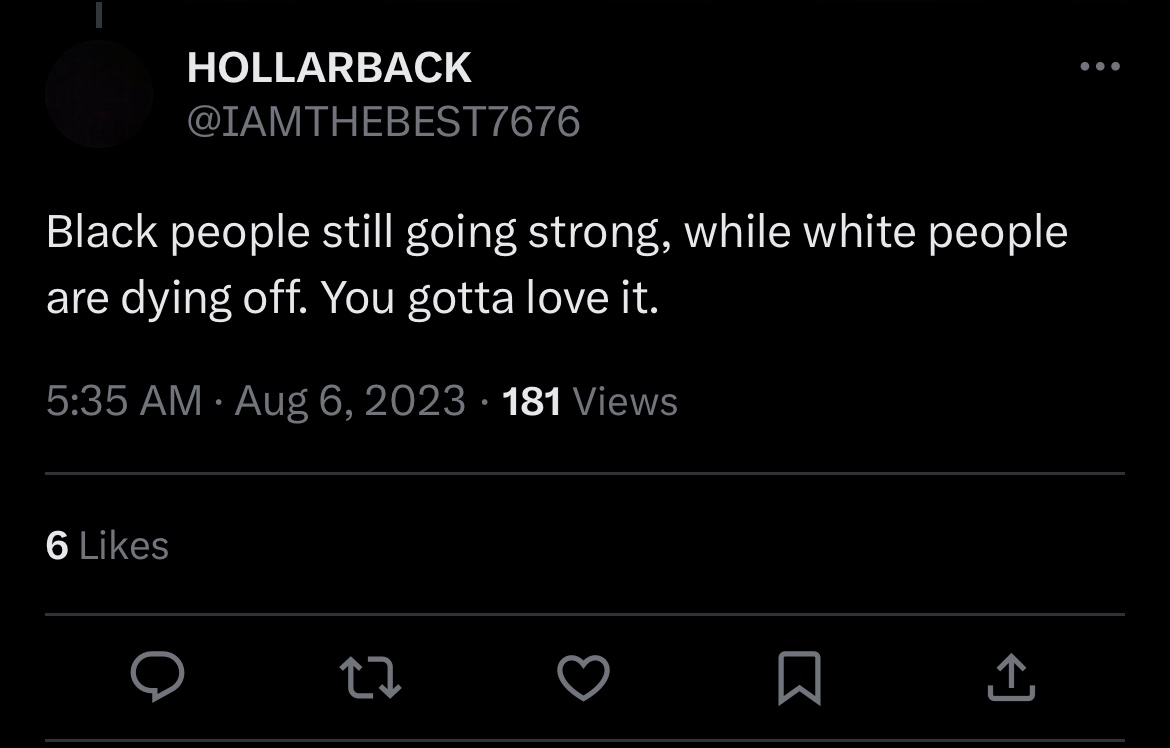 HOLLARBACK
@IAMTHEBEST7676
Black people still going strong, while white people
are dying off. You gotta love it.
5:35 AM · Aug 6, 2023 · 181 Views
6 Likes